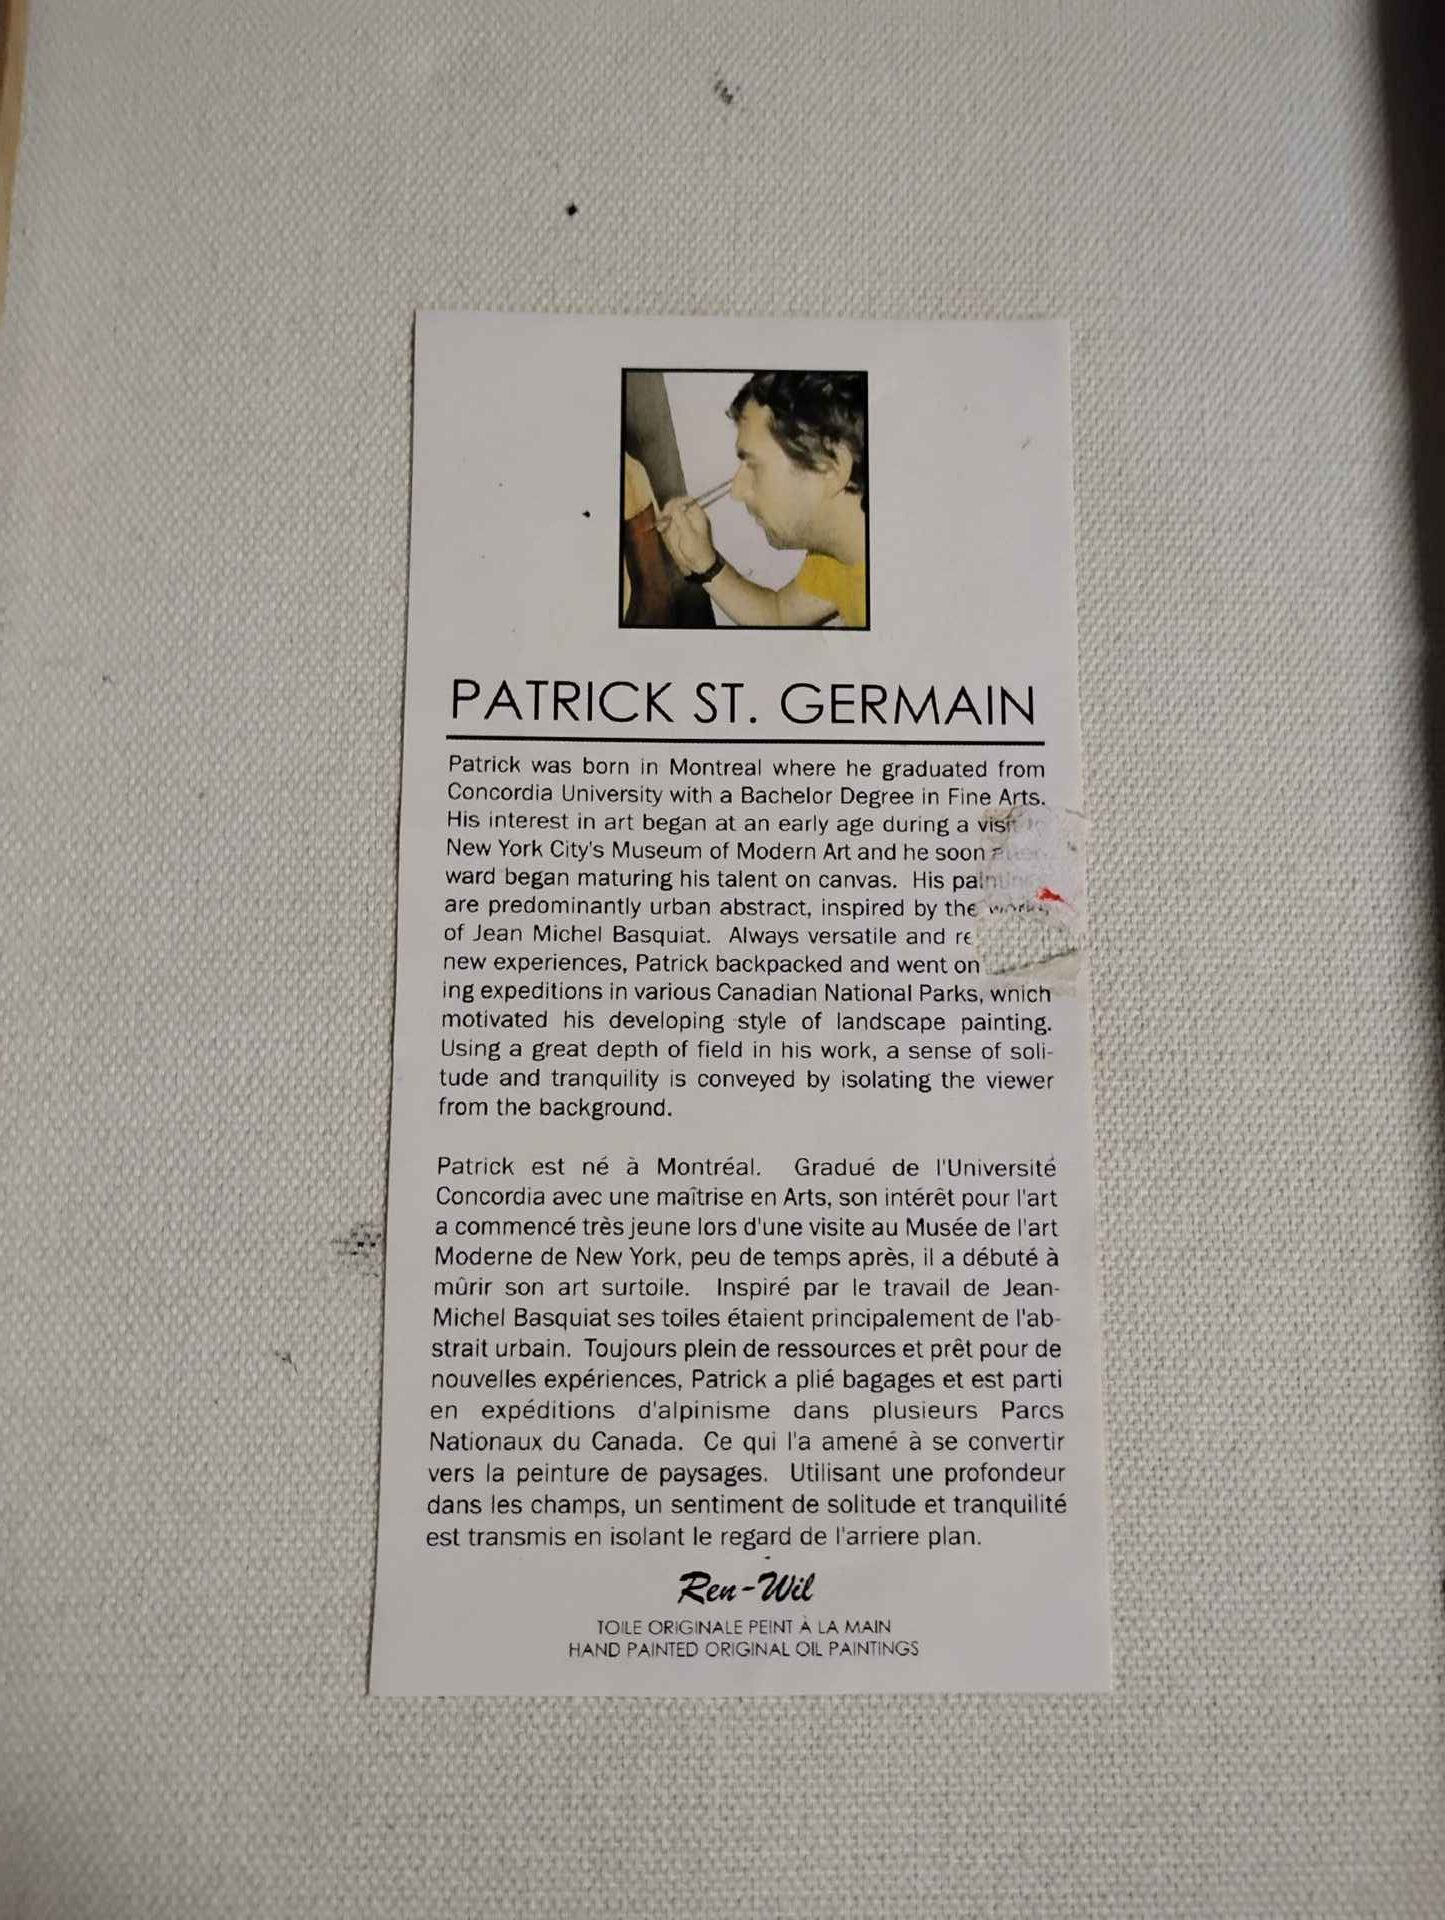 PATRICK ST. GERMAIN
Patrick was born in Montreal where he graduated from
Concordia University with a Bachelor Degree in Fine Arts.
His interest in art began at an early age during a visit
New York City's Museum of Modern Art and he soon
ward began maturing his talent on canvas. His
are predominantly urban abstract, inspired by the works
of Jean Michel Basquiat. Always versatile and
new experiences, Patrick backpacked and went on
ing expeditions in various Canadian National Parks, which
motivated his developing style of landscape painting.
Using a great depth of field in his work, a sense of soli-
tude and tranquility is conveyed by isolating the viewer
from the background.
Patrick est né à Montréal. Gradué de l'Université
Concordia avec une maîtrise en Arts, son intérêt pour l'art
a commencé très jeune lors d'une visite au Musée de l'art
Moderne de New York, peu de temps après, il a débuté à
mûrir son art surtoile. Inspiré par le travail de Jean-
Michel Basquiat ses toiles étaient principalement de l'ab-
strait urbain. Toujours plein de ressources et prêt pour de
nouvelles expériences, Patrick a plié bagages et est parti
en expéditions d'alpinisme dans plusieurs Parcs
Nationaux du Canada. Ce qui l'a amené à se convertir
vers la peinture de paysages. Utilisant une profondeur
dans les champs, un sentiment de solitude et tranquilité
est transmis en isolant le regard de l'arriere plan.
Ren-Wil
TOILE ORIGINALE PEINT À LA MAIN
HAND PAINTED ORIGINAL OIL PAINTINGS